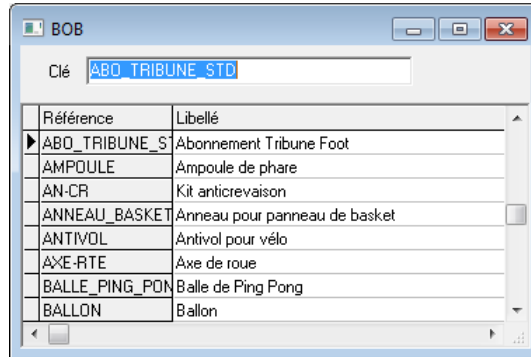 BOB
Clé ABO_TRIBUNE_STD
Référence Libellé
ABO_TRIBUNE_ST Abonnement Tribune Foot
AMPOULE Ampoule de phare
AN-CR Kit anticrevaison
ANNEAU_BASKET Anneau pour panneau de basket
ANTIVOL Antivol pour vélo
AXE-RTE Axe de roue
BALLE_PING_PON Balle de Ping Pong
BALLON Ballon